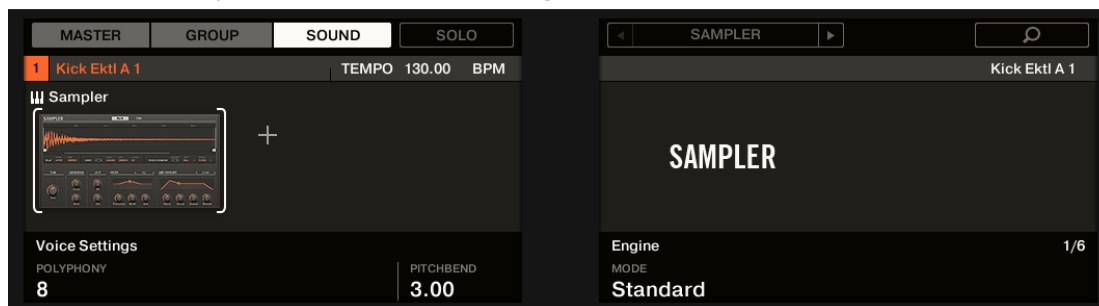 MASTER GROUP SOUND SOLO
1 Kick Ektl A 1 TEMPO 130.00 BPM
Sampler
SAMPLER
Voice Settings
POLYPHONY PITCHBEND
8 3.00
SAMPLER
Kick Ektl A 1
SAMPLER
Engine 1/6
MODE
Standard